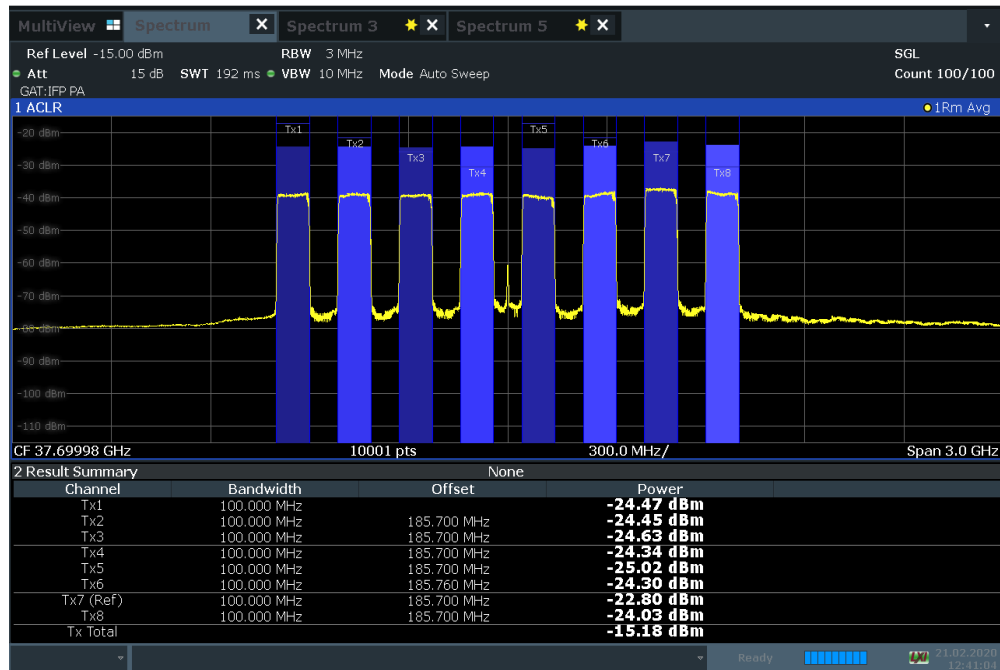 MultiView Spectrum X Spectrum 3 X Spectrum 5 X
Ref Level -15.00 dBm RBW 3 MHz SGL
Att 15 dB SWT 192 ms VBW 10 MHz Mode Auto Sweep Count 100/100
GAT:IFP PA
1 ACLR 1Rm Avg
-20 dBm
Tx1 Tx5
Tx2 Tx6
Tx3 Tx7
-30 dBm
Tx4 Tx8
-40 dBm
-50 dBm
-60 dBm
-70 dBm
-80 dBm
-90 dBm
-100 dBm
-110 dBm
CF 37.69998 GHz 10001 pts 300.0 MHz/ Span 3.0 GHz
2 Result Summary None
Channel Bandwidth Offset Power
Tx1 100.000 MHz -24.47 dBm
Tx2 100.000 MHz 185.700 MHz -24.45 dBm
Tx3 100.000 MHz 185.700 MHz -24.63 dBm
Tx4 100.000 MHz 185.700 MHz -24.34 dBm
Tx5 100.000 MHz 185.700 MHz -25.02 dBm
Tx6 100.000 MHz 185.760 MHz -24.30 dBm
Tx7 (Ref) 100.000 MHz 185.700 MHz -22.80 dBm
Tx8 100.000 MHz 185.700 MHz -24.03 dBm
Tx Total -15.18 dBm
Ready LXI 21.02.2020
12:41:04